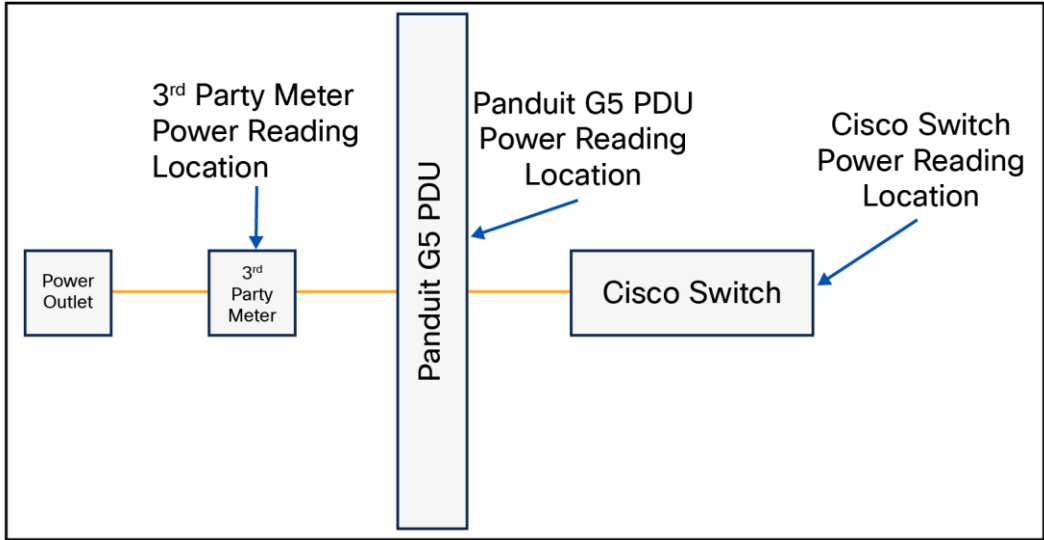 3rd Party Meter
Power Reading
Location
Panduit G5 PDU
Power Reading
Location
Cisco Switch
Power Reading
Location
Power
Outlet
3rd
Party
Meter
Panduit G5 PDU
Cisco Switch